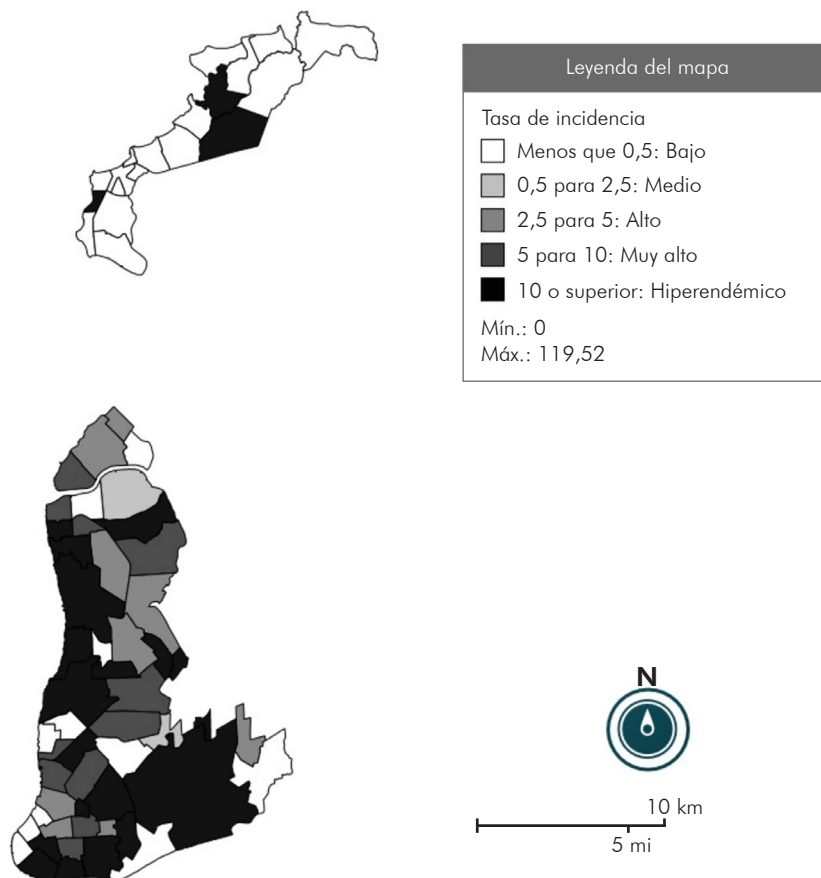 Leyenda del mapa
Tasa de incidencia
Menos que 0,5: Bajo
0,5 para 2,5: Medio
2,5 para 5: Alto
5 para 10: Muy alto
10 o superior: Hiperendémico
Mín.: 0
Máx.: 119,52
N
10 km
5 mi